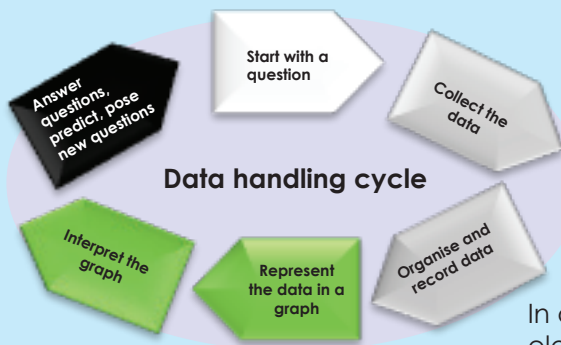 Start with a
question
Collect the
data
Organise and
record data
Represent
the data in a
graph
Interpret the
graph
Answer
questions,
predict, pose
new questions
Data handling cycle
In